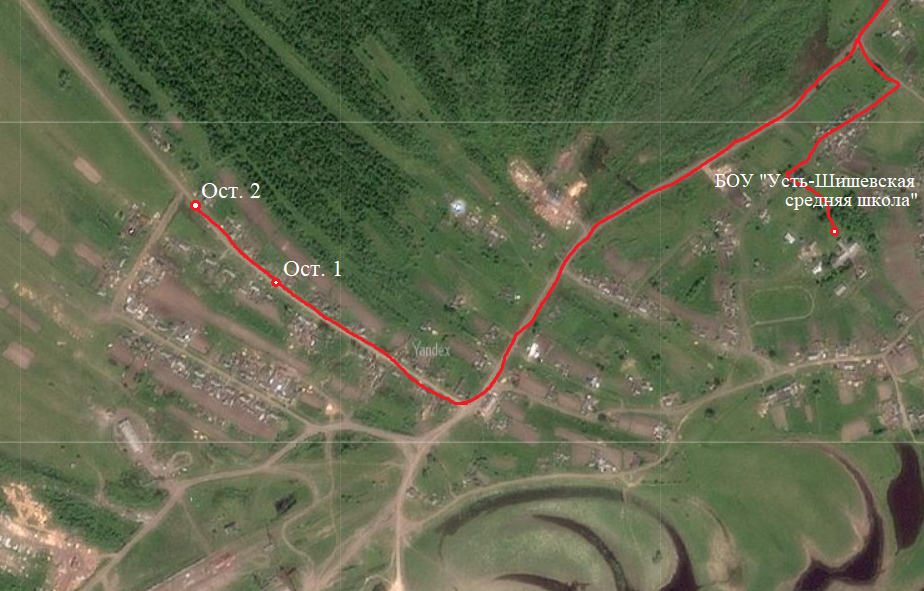 БОУ "Усть-Шишевская
средняя школа"
Ост. 2
Ост. 1
Yandex